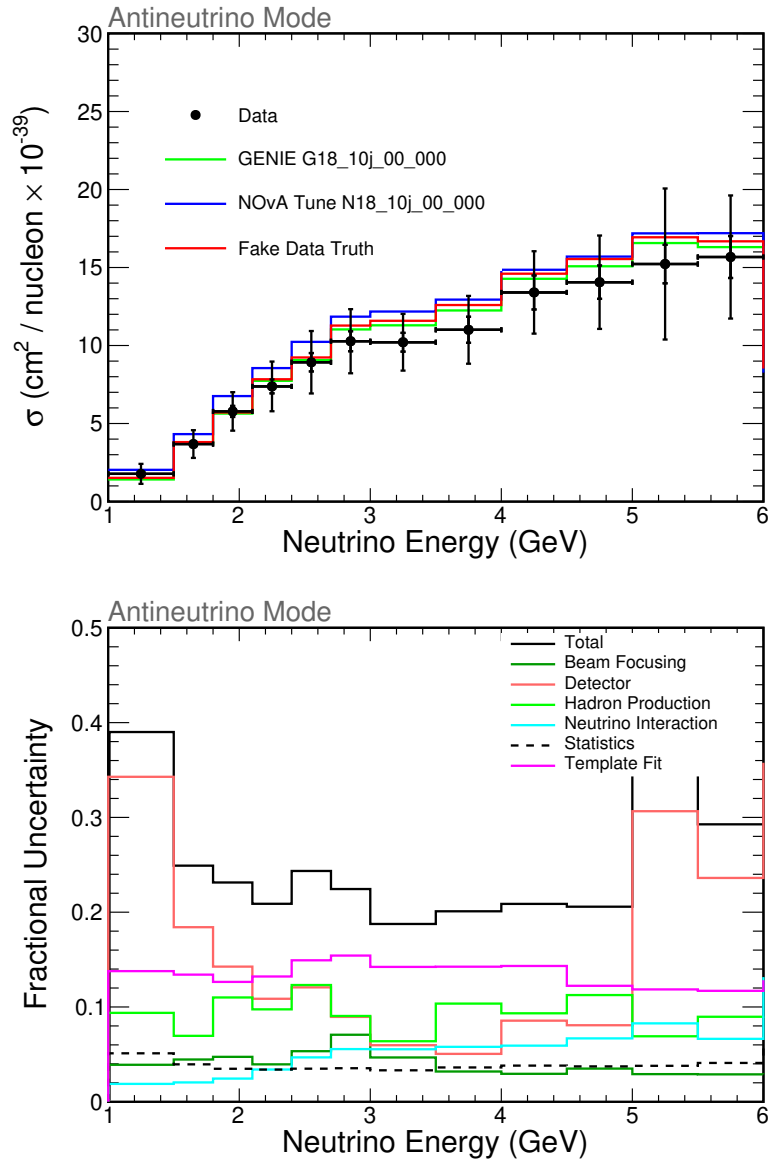 Antineutrino Mode
30
25
20
15
10
5
0
σ (cm² / nucleon × 10⁻³⁹)
Data
GENIE G18_10j_00_000
NOvA Tune N18_10j_00_000
Fake Data Truth
1 2 3 4 5 6
Neutrino Energy (GeV)
Antineutrino Mode
0.5
0.4
0.3
0.2
0.1
0
Fractional Uncertainty
Total
Beam Focusing
Detector
Hadron Production
Neutrino Interaction
Statistics
Template Fit
1 2 3 4 5 6
Neutrino Energy (GeV)